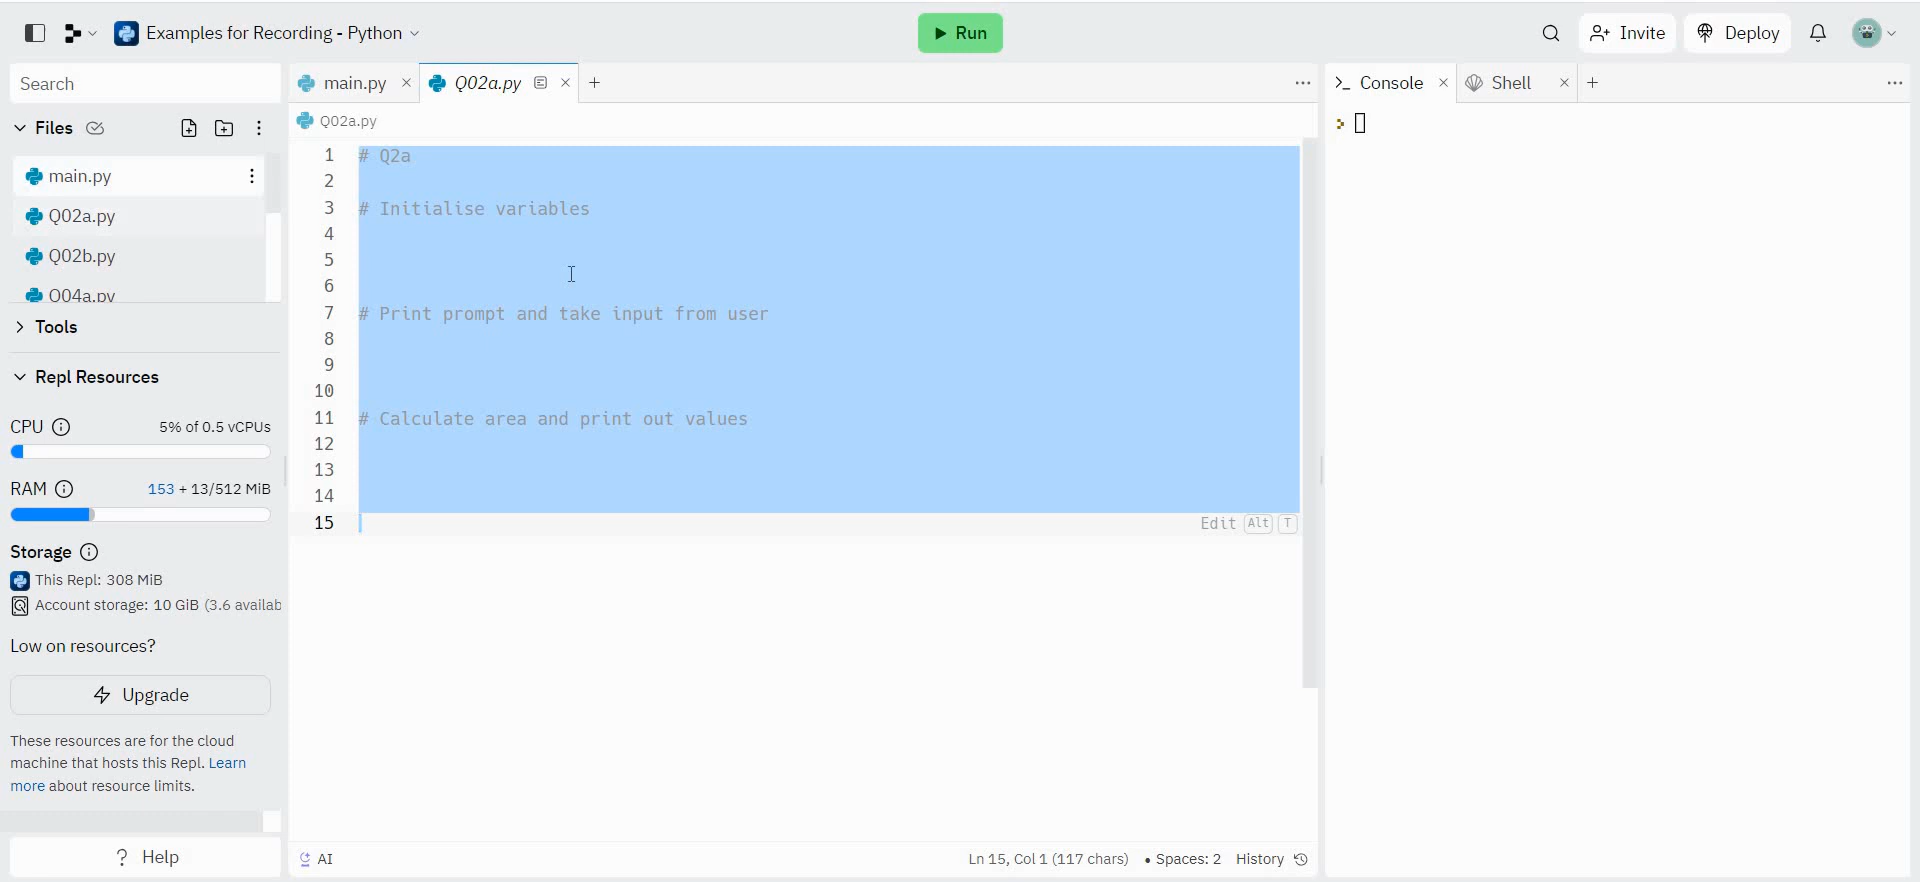 Examples for Recording - Python
Run
Invite
Deploy
Search
Files
main.py
Q02a.py
Q02b.py
Q04a.py
Tools
Repl Resources
CPU
5% of 0.5 vCPUs
RAM
153 + 13/512 MiB
Storage
This Repl: 308 MiB
Account storage: 10 GiB (3.6 availab
Low on resources?
Upgrade
These resources are for the cloud
machine that hosts this Repl. Learn
more about resource limits.
? Help
main.py
Q02a.py
Q02a.py
1 # Q2a
2
3 # Initialise variables
4
5
6
7 # Print prompt and take input from user
8
9
10
11 # Calculate area and print out values
12
13
14
15
Edit Alt T
AI
Ln 15, Col 1 (117 chars) • Spaces: 2 History
Console
Shell